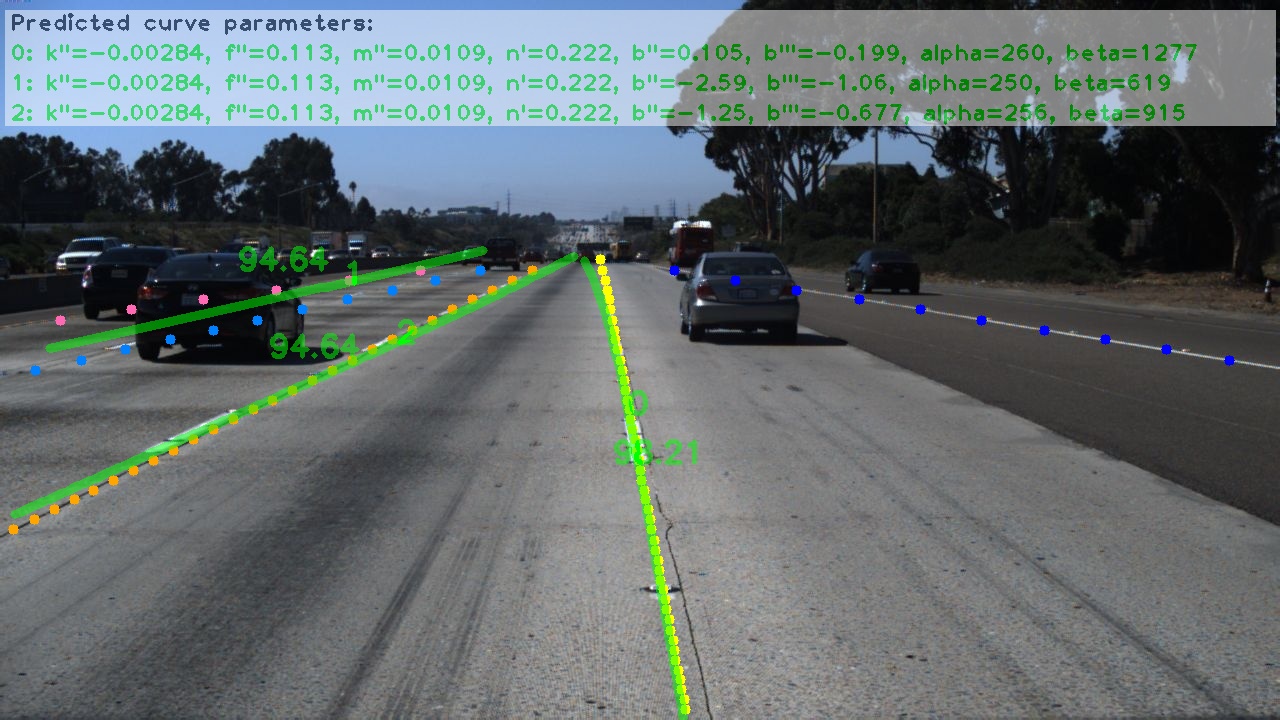 Predicted curve parameters:
0: k''=-0.00284, f''=0.113, m''=0.0109, n'=0.222, b''=0.105, b'''=-0.199, alpha=260, beta=1277
1: k''=-0.00284, f''=0.113, m''=0.0109, n'=0.222, b''=-2.59, b'''=-1.06, alpha=250, beta=619
2: k''=-0.00284, f''=0.113, m''=0.0109, n'=0.222, b''=-1.25, b'''=-0.677, alpha=256, beta=915
94.64
1
94.64
2
0